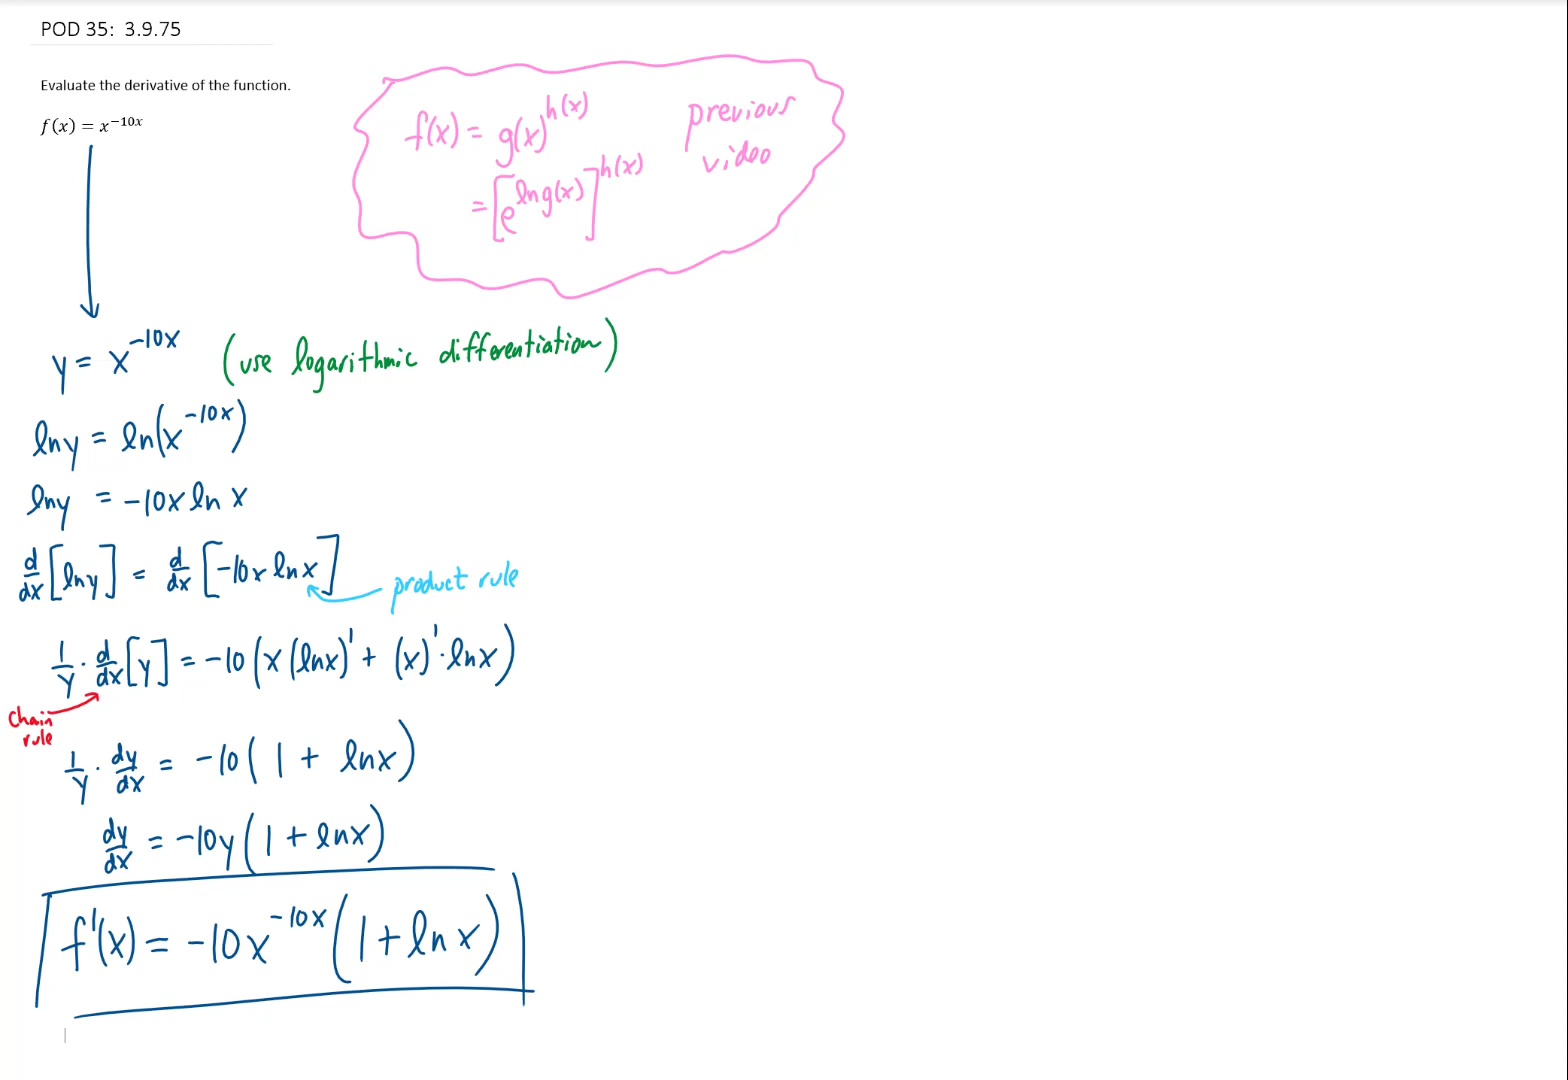 POD 35: 3.9.75
Evaluate the derivative of the function.
f(x) = x^{-10x}
f(x) = g(x)^{h(x)}
= [e^{ln g(x)}]^{h(x)}
previous
video
y = x^{-10x} (use logarithmic differentiation)
ln y = ln(x^{-10x})
ln y = -10x ln x
d/dx [ln y] = d/dx [-10x ln x]
product rule
1/y · d/dx [y] = -10(x (ln x)' + (x)' · ln x)
Chain
rule
1/y · dy/dx = -10(1 + ln x)
dy/dx = -10y(1 + ln x)
f'(x) = -10x^{-10x}(1 + ln x)